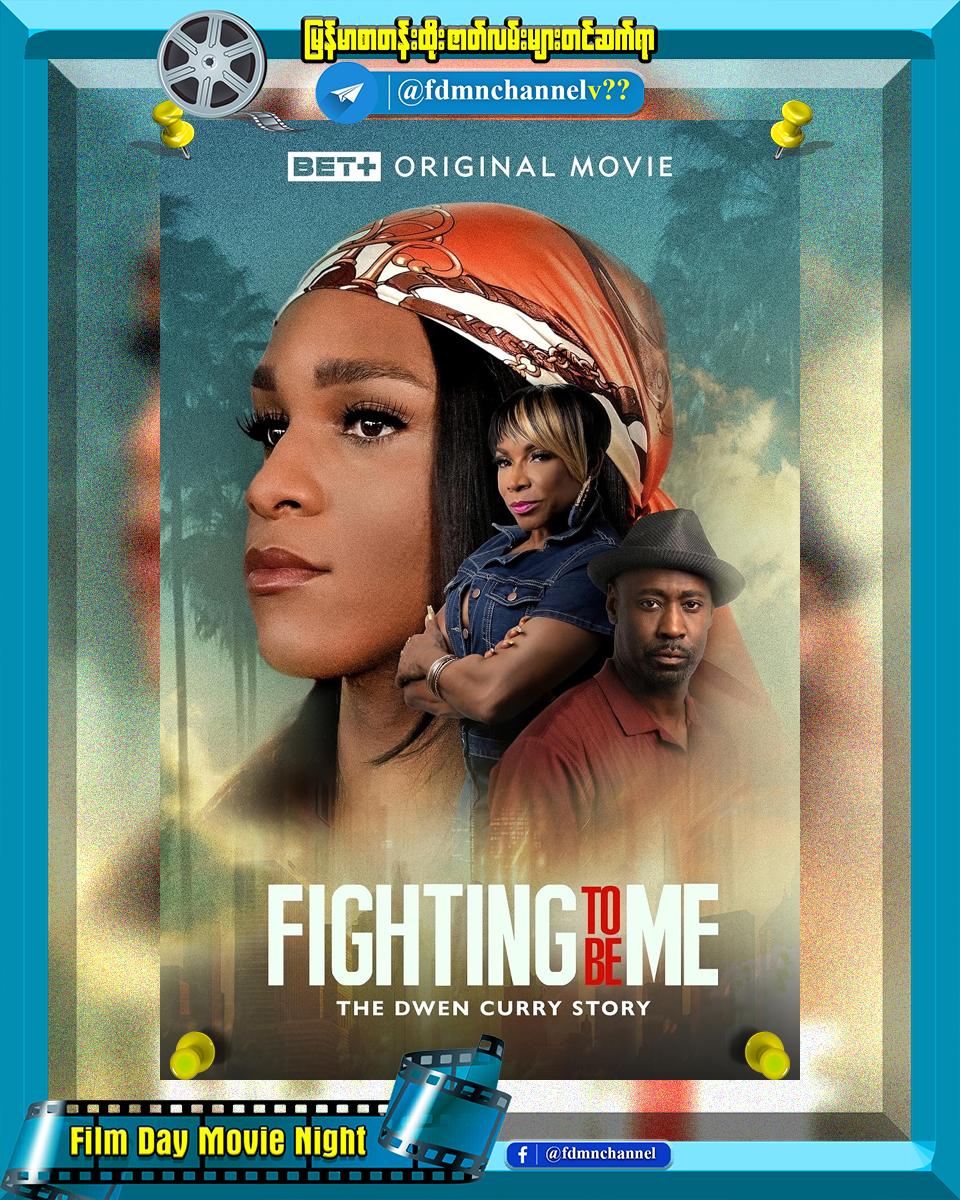 မြန်မာစာတန်းထိုးဇာတ်လမ်းများတင်ဆက်ရာ
@fdmnchannelv??
BET+ ORIGINAL MOVIE
FIGHTING TO BE ME
THE DWEN CURRY STORY
Film Day Movie Night
@fdmnchannel